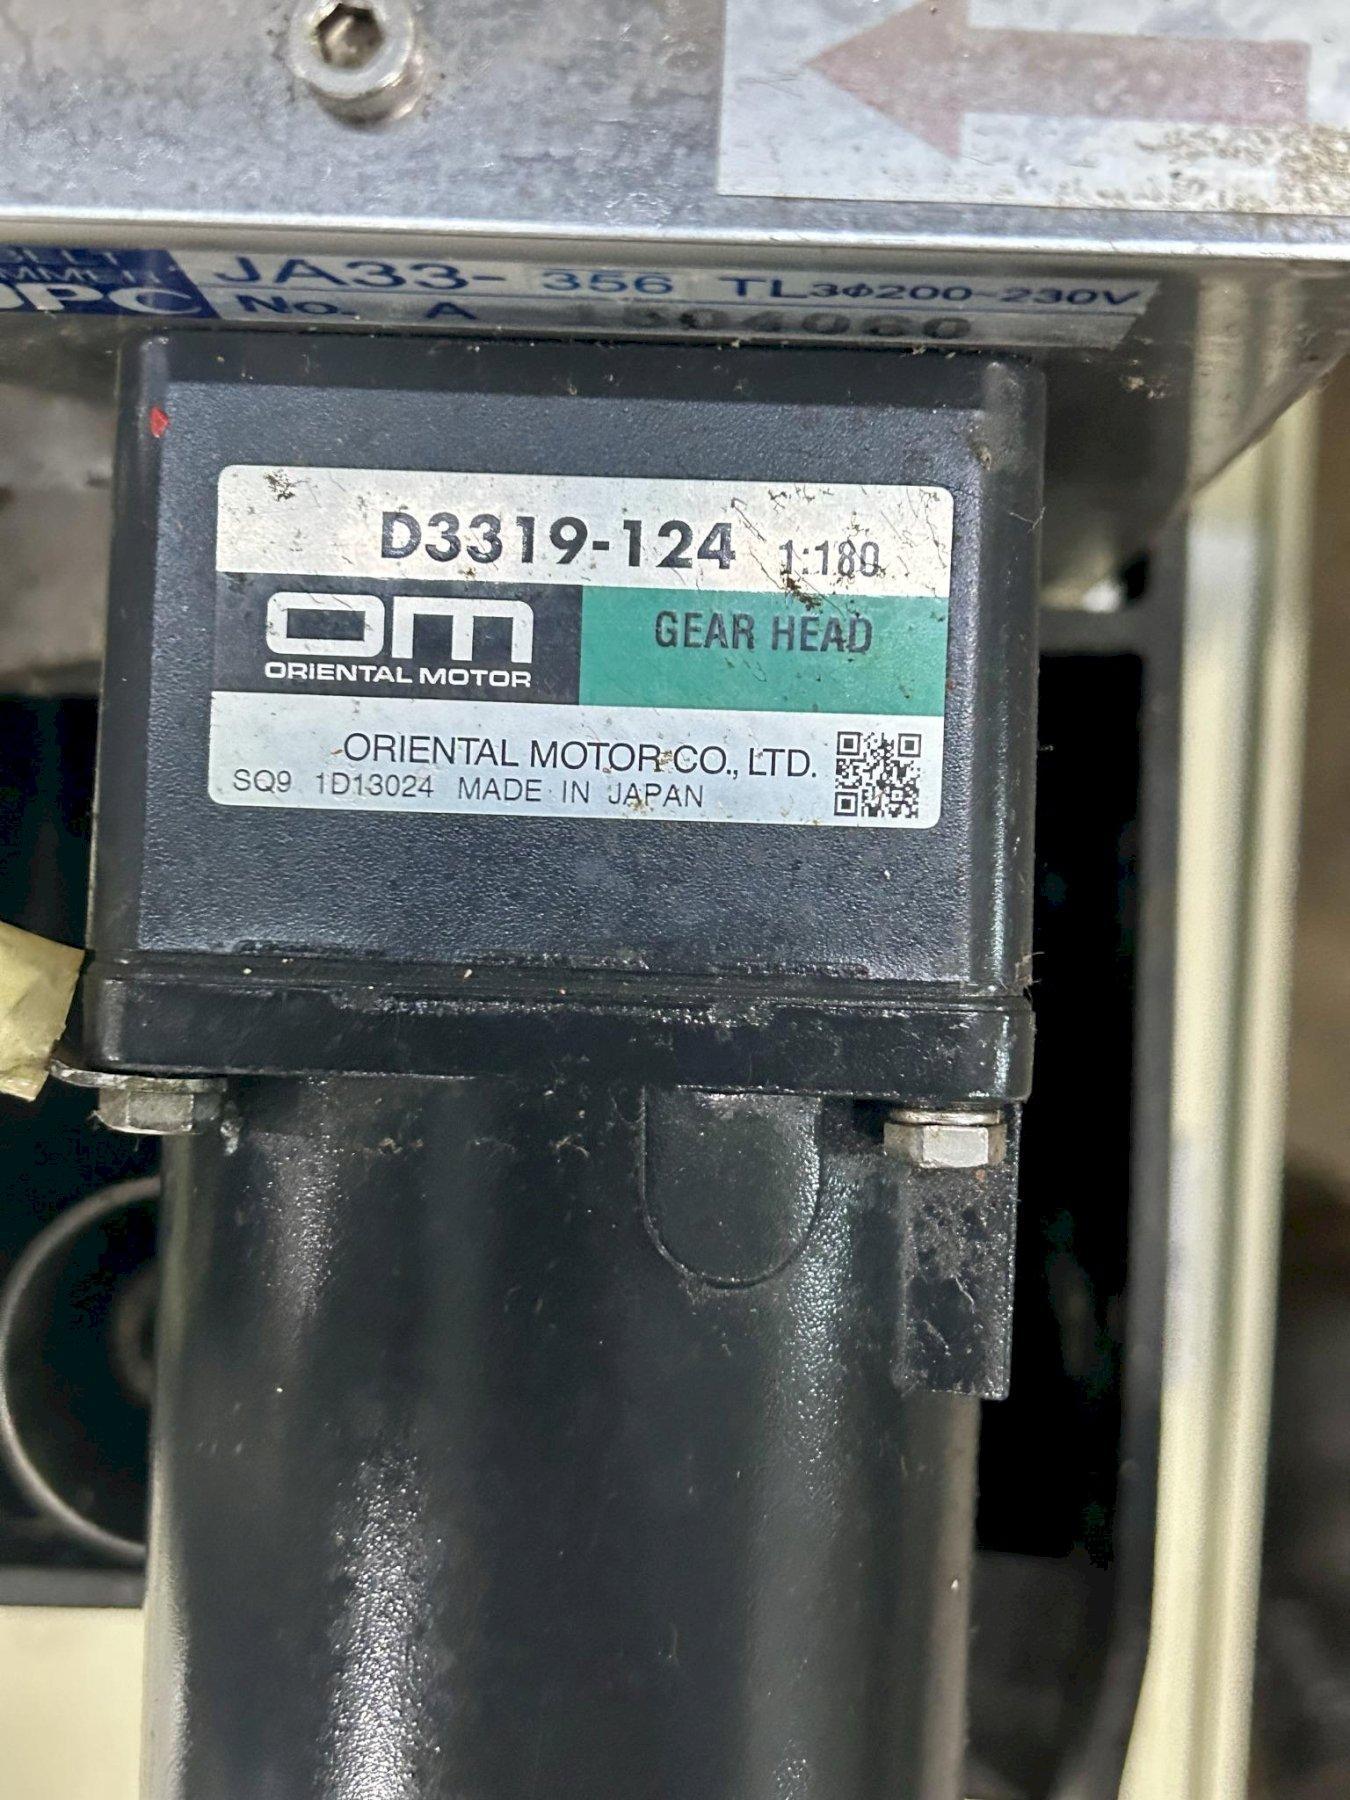 JA33- 356 TL3Φ200-230V
No. A
D3319-124 1:180
OM
ORIENTAL MOTOR
GEAR HEAD
ORIENTAL MOTOR CO., LTD.
SQ9 1D13024 MADE IN JAPAN